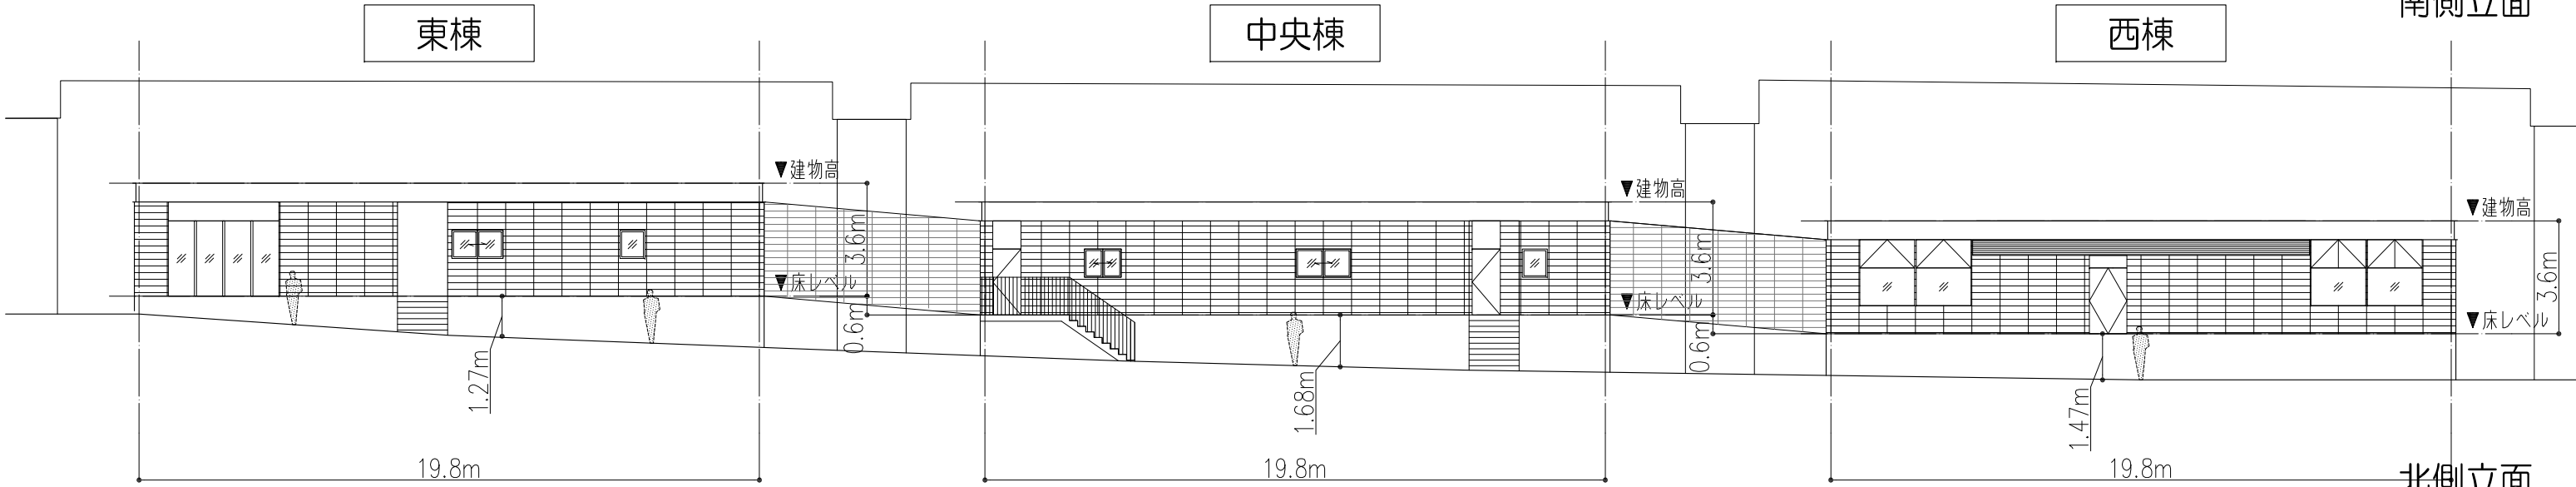 南側立面
東棟
中央棟
西棟
▼建物高
▼建物高
▼建物高
3.6m
3.6m
3.6m
▼床レベル
▼床レベル
▼床レベル
0.6m
0.6m
1.27m
1.68m
1.47m
19.8m
19.8m
19.8m
北側立面